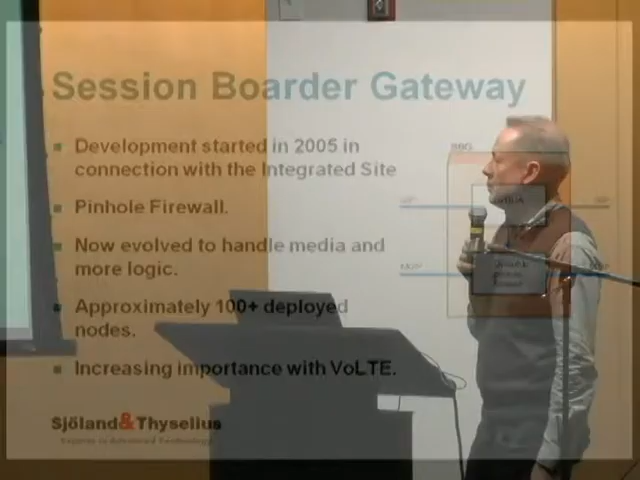 Session Boarder Gateway
Development started in 2005 in
connection with the Integrated Site
Pinhole Firewall.
Now evolved to handle media and
more logic.
Approximately 100+ deployed
nodes.
Increasing importance with VoLTE.
Sjöland&Thyselius